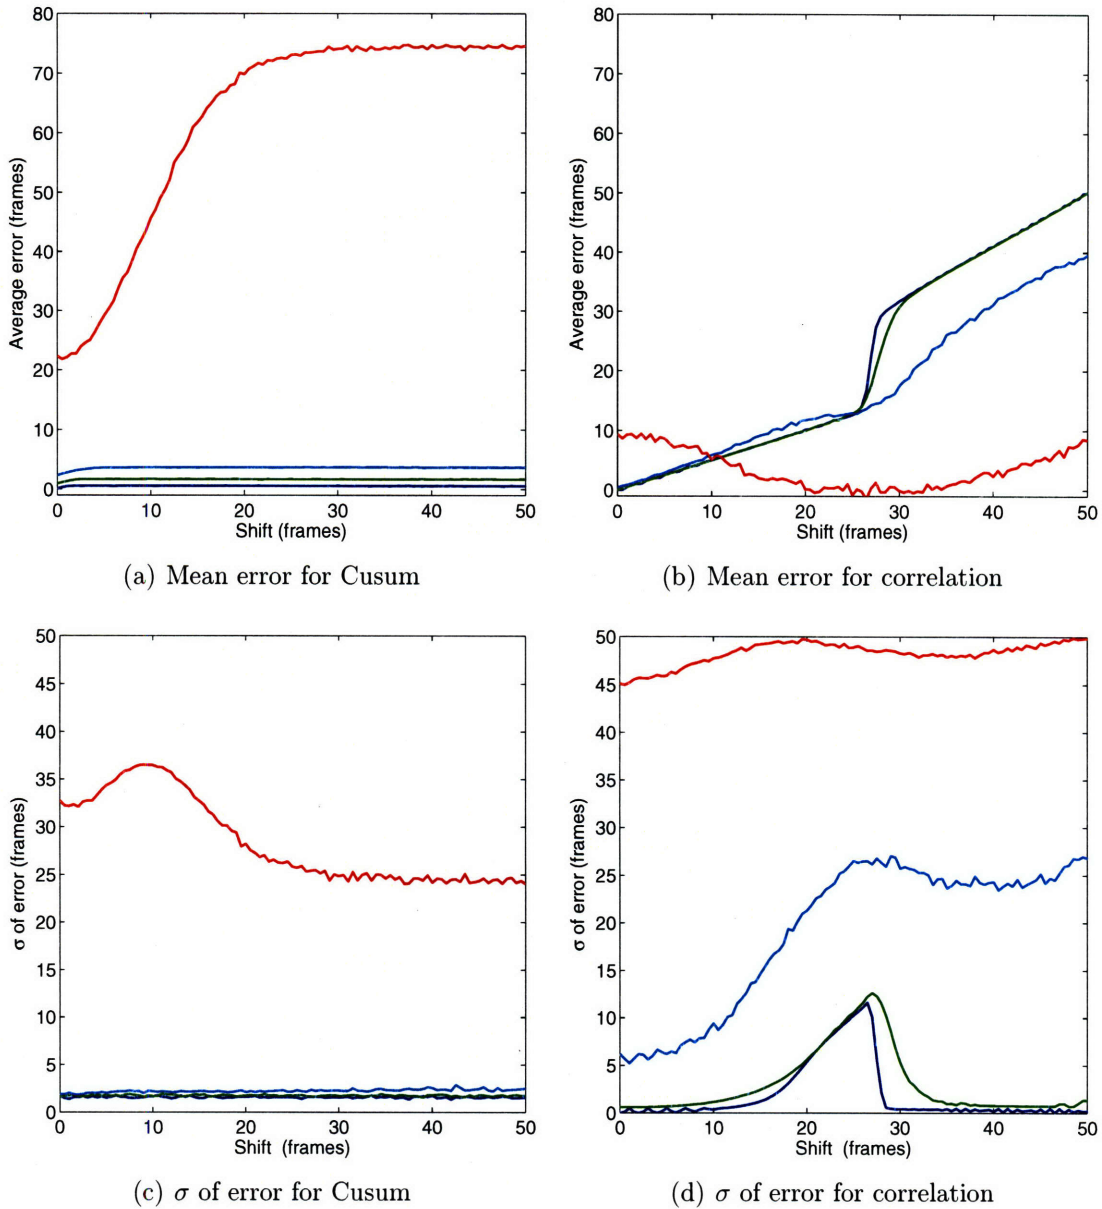 80
70
60
50
40
30
20
10
0
Average error (frames)
0 10 20 30 40 50
Shift (frames)
(a) Mean error for Cusum
80
70
60
50
40
30
20
10
0
Average error (frames)
0 10 20 30 40 50
Shift (frames)
(b) Mean error for correlation
50
45
40
35
30
25
20
15
10
5
0
σ of error (frames)
0 10 20 30 40 50
Shift (frames)
(c) σ of error for Cusum
50
45
40
35
30
25
20
15
10
5
0
σ of error (frames)
0 10 20 30 40 50
Shift (frames)
(d) σ of error for correlation